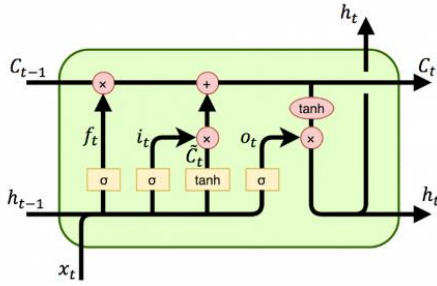 h_t
C_{t-1} × + C_t
tanh
f_t i_t × o_t ×
C̃_t
σ σ tanh σ
h_{t-1} h_t
x_t